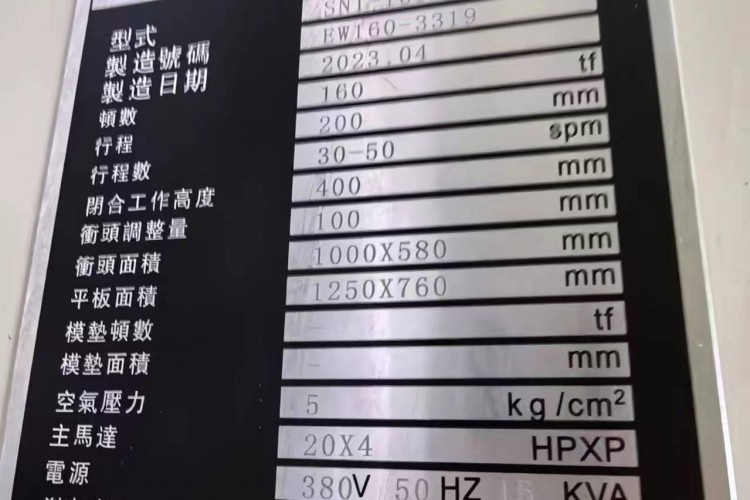 型式 SN1-160
製造號碼 EW160-3319
製造日期 2023.04
頓數 160 tf
行程 200 mm
行程數 30-50 spm
閉合工作高度 400 mm
衝頭調整量 100 mm
衝頭面積 1000X580 mm
平板面積 1250X760 mm
模墊頓數 - tf
模墊面積 - mm
空氣壓力 5 kg/cm²
主馬達 20X4 HPXP
電源 380V 50 HZ 15 KVA